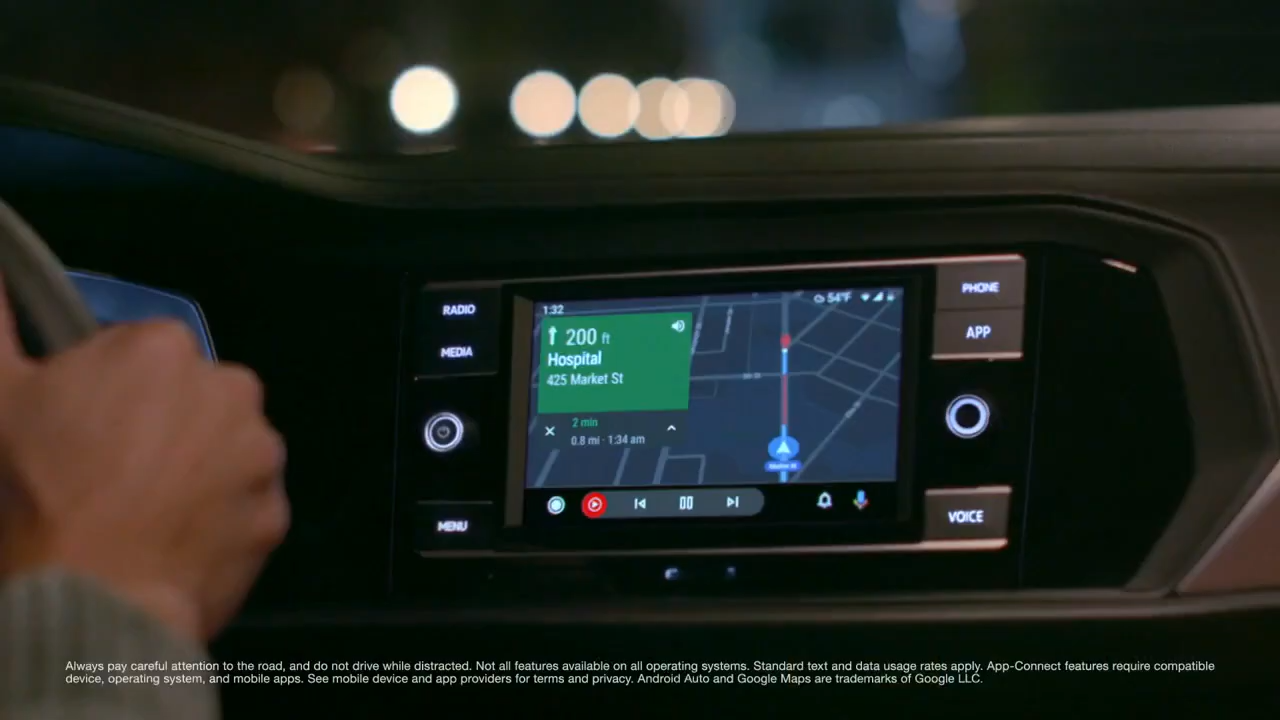 RADIO
MEDIA
MENU
1:32
54°F
200 ft
Hospital
425 Market St
2 min
0.8 mi · 1:34 am
PHONE
APP
VOICE
Always pay careful attention to the road, and do not drive while distracted. Not all features available on all operating systems. Standard text and data usage rates apply. App-Connect features require compatible
device, operating system, and mobile apps. See mobile device and app providers for terms and privacy. Android Auto and Google Maps are trademarks of Google LLC.